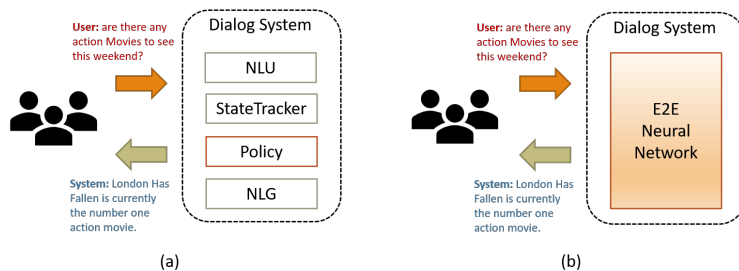 User: are there any
action Movies to see
this weekend?
Dialog System
NLU
StateTracker
Policy
NLG
System: London Has
Fallen is currently
the number one
action movie.
(a)
User: are there any
action Movies to see
this weekend?
Dialog System
E2E
Neural
Network
System: London Has
Fallen is currently
the number one
action movie.
(b)